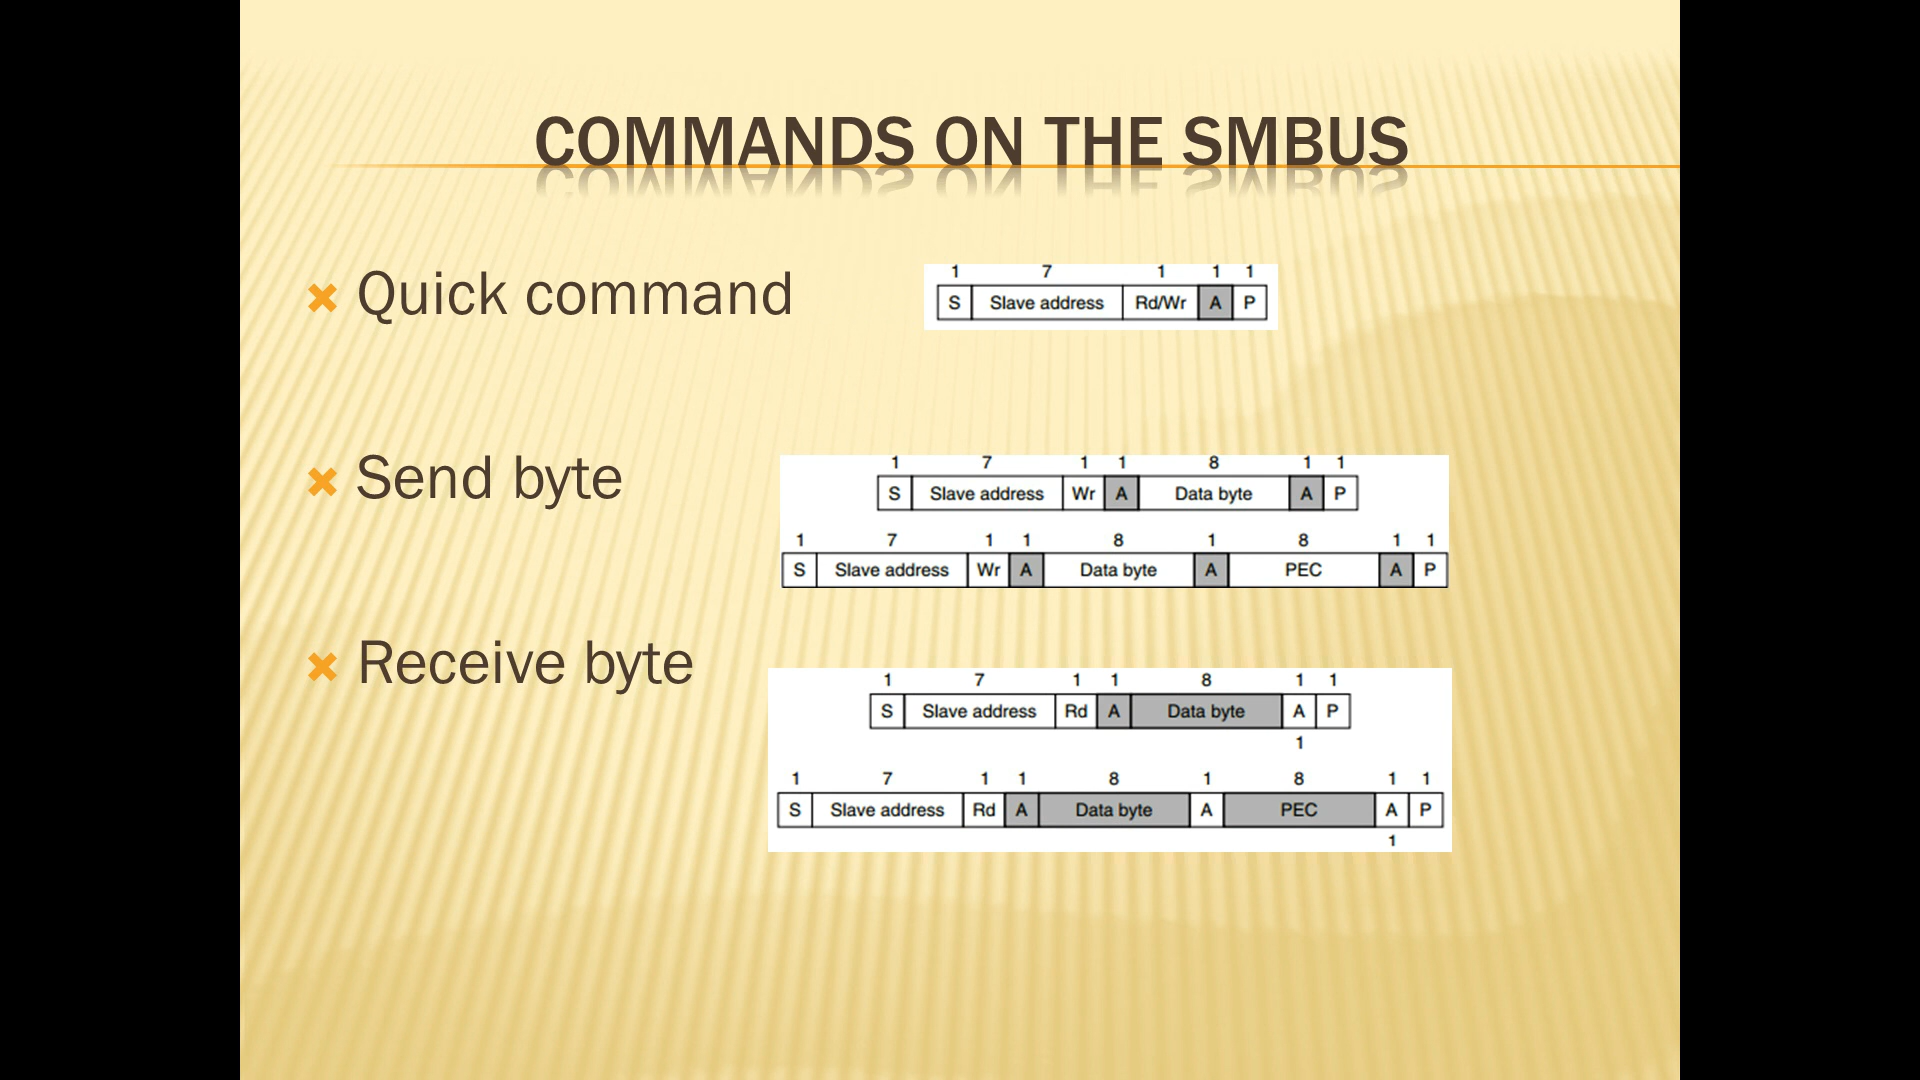 COMMANDS ON THE SMBUS
Quick command
1 7 1 1 1
S Slave address Rd/Wr A P
Send byte
1 7 1 1 8 1 1
S Slave address Wr A Data byte A P
1 7 1 1 8 1 8 1 1
S Slave address Wr A Data byte A PEC A P
Receive byte
1 7 1 1 8 1 1
S Slave address Rd A Data byte A P
1
1 7 1 1 8 1 8 1 1
S Slave address Rd A Data byte A PEC A P
1